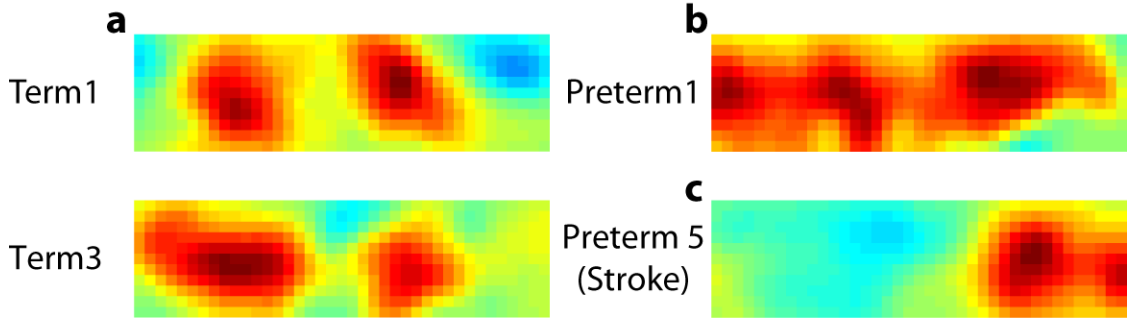 a
Term1
b
Preterm1
Term3
c
Preterm 5
(Stroke)